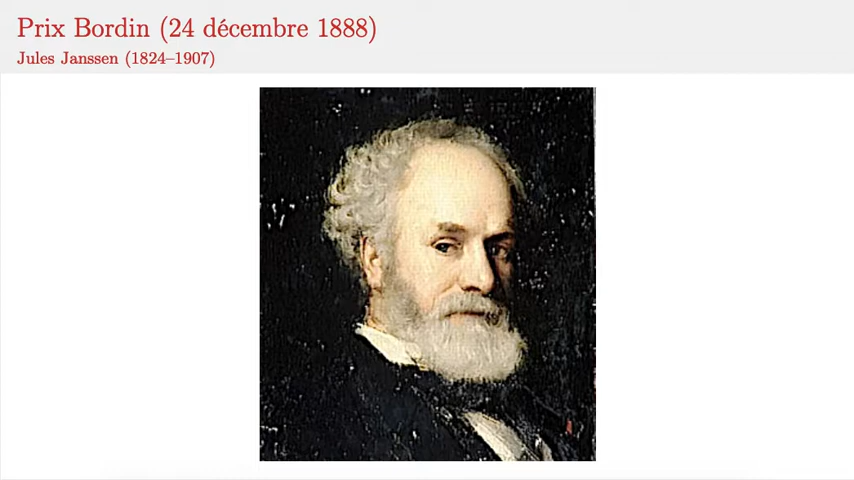 Prix Bordin (24 décembre 1888)
Jules Janssen (1824–1907)